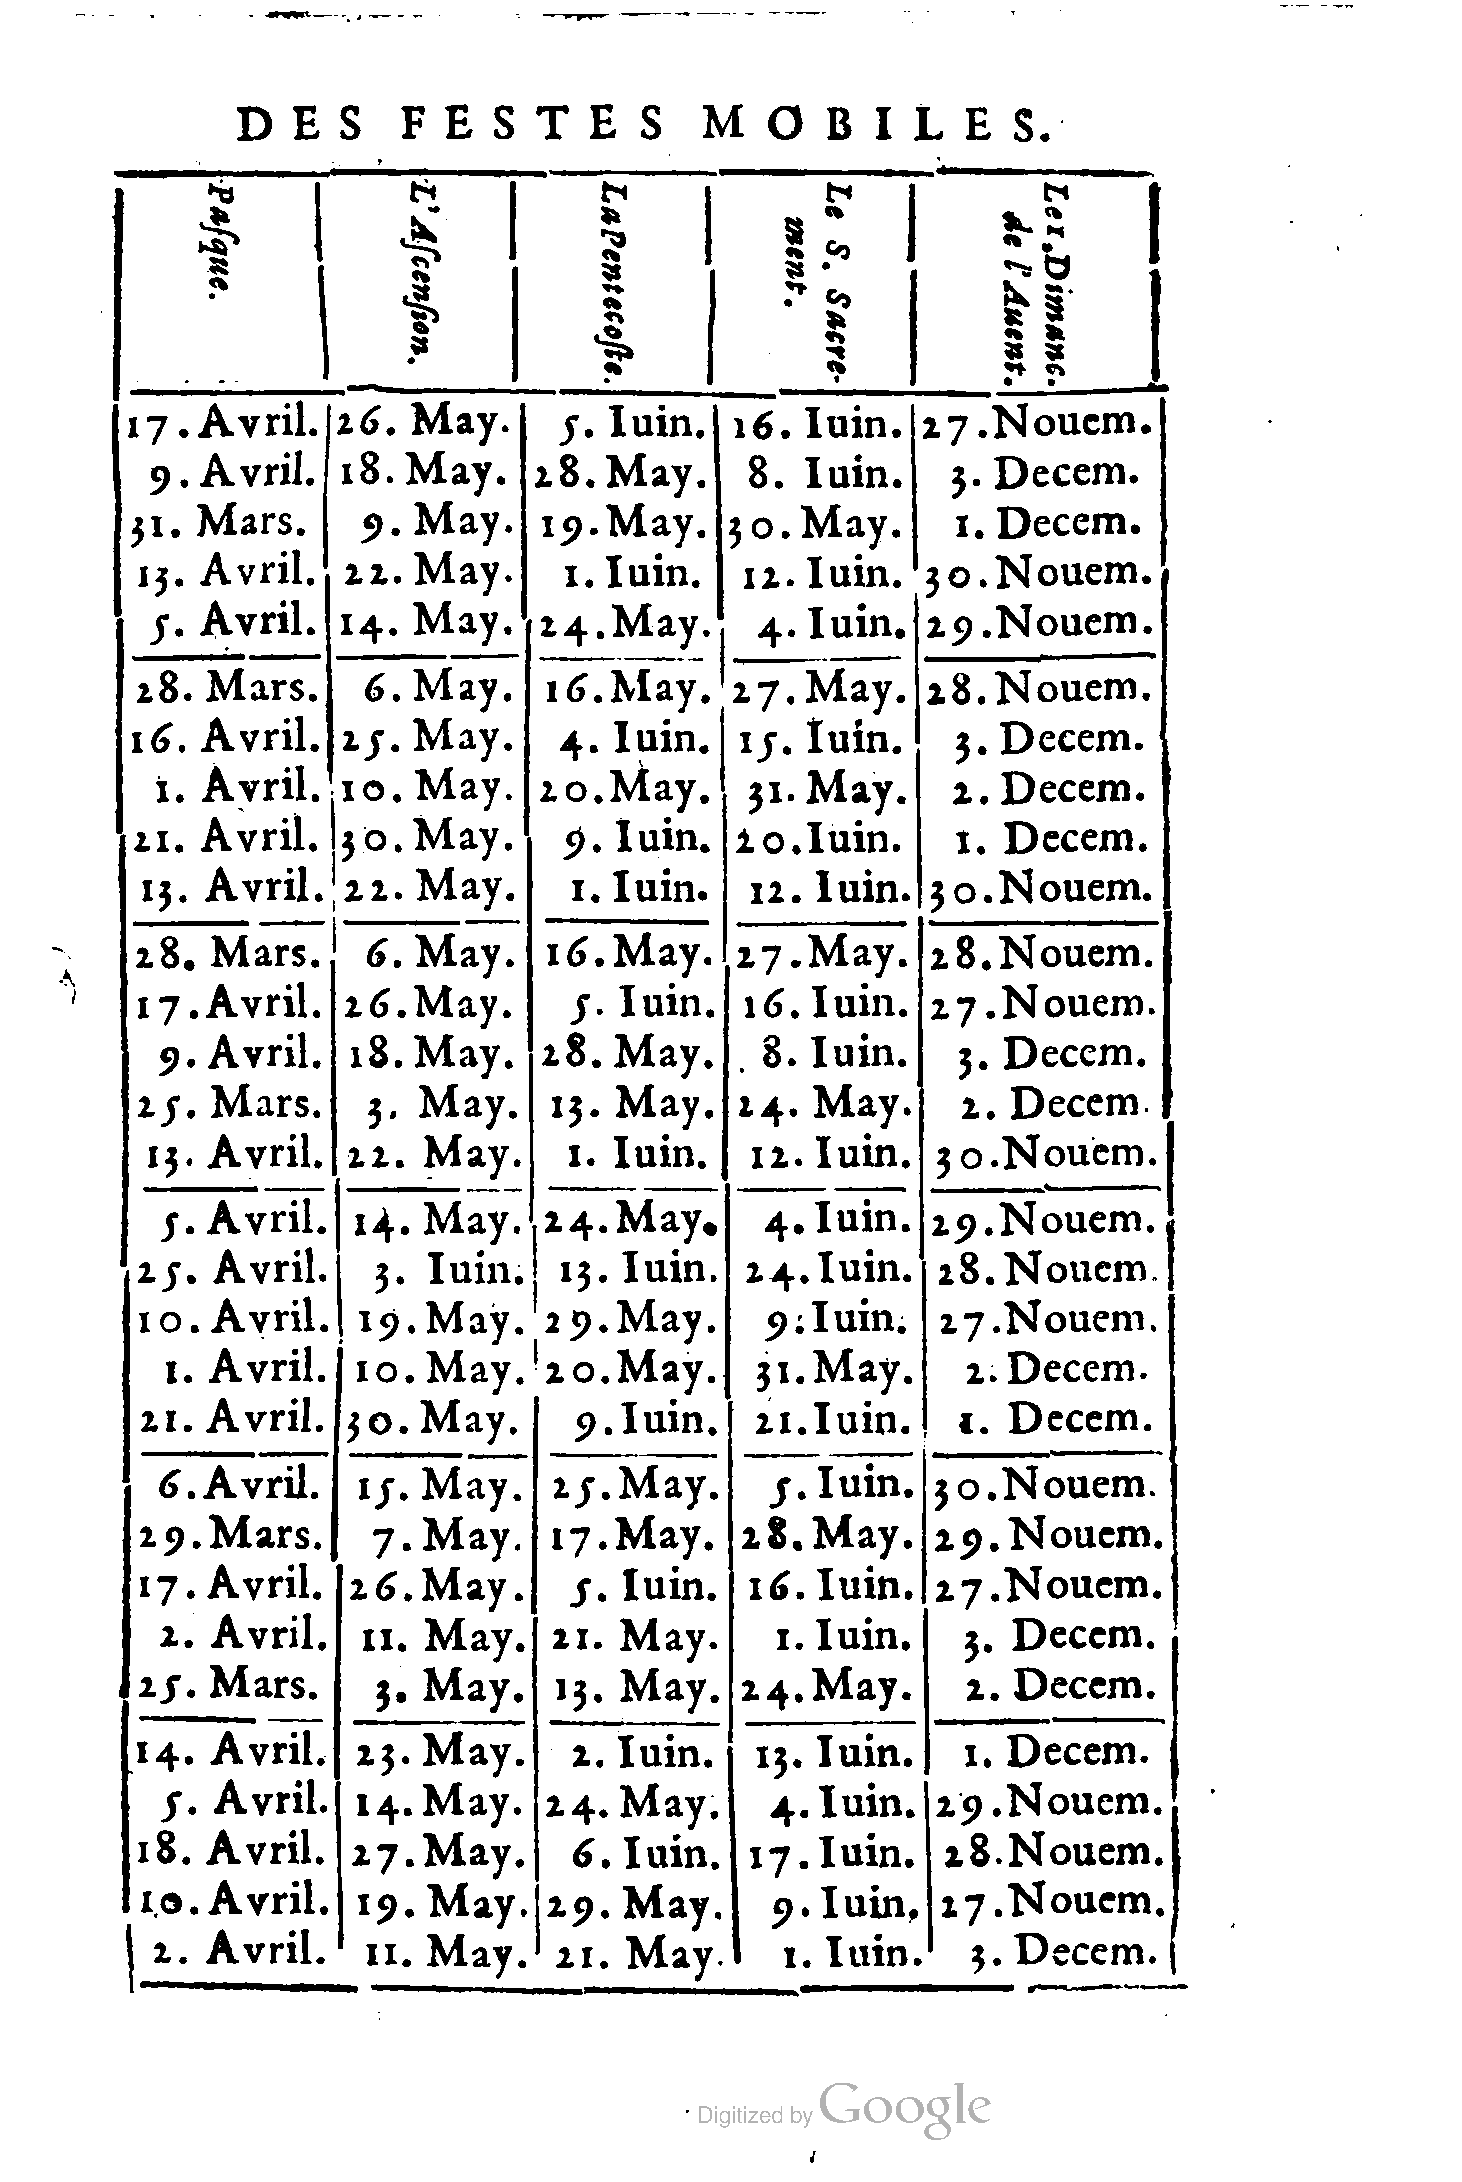 DES FESTES MOBILES.
Pasque. L'Ascension. La Pentecoste. Le S. Sacrement. Le 1. Dimanc. de l'Auent.
17. Avril. 26. May. 5. Iuin. 16. Iuin. 27. Nouem.
9. Avril. 18. May. 28. May. 8. Iuin. 3. Decem.
31. Mars. 9. May. 19. May. 30. May. 1. Decem.
13. Avril. 22. May. 1. Iuin. 12. Iuin. 30. Nouem.
5. Avril. 14. May. 24. May. 4. Iuin. 29. Nouem.
28. Mars. 6. May. 16. May. 27. May. 28. Nouem.
16. Avril. 25. May. 4. Iuin. 15. Iuin. 3. Decem.
1. Avril. 10. May. 20. May. 31. May. 2. Decem.
21. Avril. 30. May. 9. Iuin. 20. Iuin. 1. Decem.
13. Avril. 22. May. 1. Iuin. 12. Iuin. 30. Nouem.
28. Mars. 6. May. 16. May. 27. May. 28. Nouem.
17. Avril. 26. May. 5. Iuin. 16. Iuin. 27. Nouem.
9. Avril. 18. May. 28. May. 8. Iuin. 3. Decem.
25. Mars. 3. May. 13. May. 24. May. 2. Decem.
13. Avril. 22. May. 1. Iuin. 12. Iuin. 30. Nouem.
5. Avril. 14. May. 24. May. 4. Iuin. 29. Nouem.
25. Avril. 3. Iuin. 13. Iuin. 24. Iuin. 28. Nouem.
10. Avril. 19. May. 29. May. 9. Iuin. 27. Nouem.
1. Avril. 10. May. 20. May. 31. May. 2. Decem.
21. Avril. 30. May. 9. Iuin. 21. Iuin. 1. Decem.
6. Avril. 15. May. 25. May. 5. Iuin. 30. Nouem.
29. Mars. 7. May. 17. May. 28. May. 29. Nouem.
17. Avril. 26. May. 5. Iuin. 16. Iuin. 27. Nouem.
2. Avril. 11. May. 21. May. 1. Iuin. 3. Decem.
25. Mars. 3. May. 13. May. 24. May. 2. Decem.
14. Avril. 23. May. 2. Iuin. 13. Iuin. 1. Decem.
5. Avril. 14. May. 24. May. 4. Iuin. 29. Nouem.
18. Avril. 27. May. 6. Iuin. 17. Iuin. 28. Nouem.
10. Avril. 19. May. 29. May. 9. Iuin, 27. Nouem.
2. Avril. 11. May. 21. May. 1. Iuin. 3. Decem.
Digitized by Google